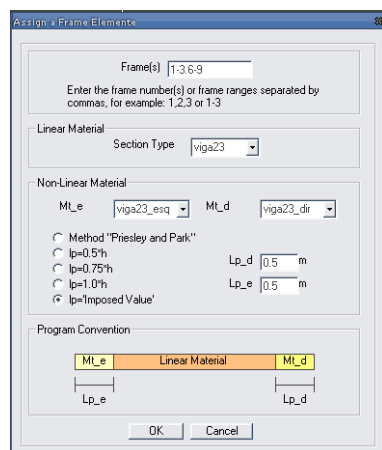 Assign a Frame Elemente
Frame(s) 1-3.6-9
Enter the frame number(s) or frame ranges separated by
commas, for example: 1,2,3 or 1-3
Linear Material
Section Type viga23
Non-Linear Material
Mt_e viga23_esq Mt_d viga23_dir
Method "Priesley and Park"
lp=0.5*h
lp=0.75*h
lp=1.0*h
lp='Imposed Value'
Lp_d 0.5 m
Lp_e 0.5 m
Program Convention
Mt_e Linear Material Mt_d
Lp_e Lp_d
OK Cancel